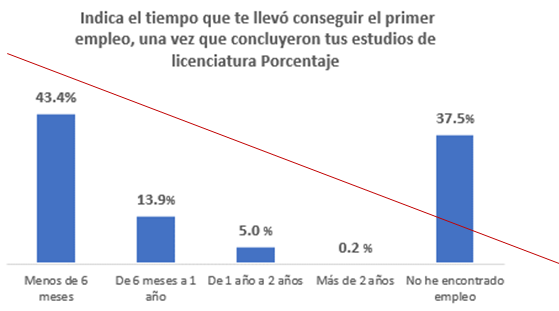 Indica el tiempo que te llevó conseguir el primer
empleo, una vez que concluyeron tus estudios de
licenciatura Porcentaje
43.4%
13.9%
5.0 %
0.2 %
37.5%
Menos de 6
meses
De 6 meses a 1
año
De 1 año a 2 años
Más de 2 años
No he encontrado
empleo